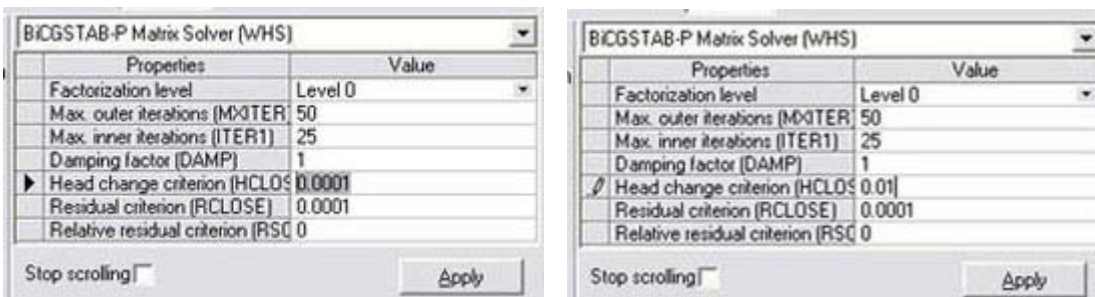 BiCGSTAB-P Matrix Solver (WHS)
Properties Value
Factorization level Level 0
Max. outer iterations (MXITER 50
Max. inner iterations (ITER1) 25
Damping factor (DAMP) 1
Head change criterion (HCLOS 0.0001
Residual criterion (RCLOSE) 0.0001
Relative residual criterion (RSC 0
Stop scrolling Apply
BiCGSTAB-P Matrix Solver (WHS)
Properties Value
Factorization level Level 0
Max. outer iterations (MXITER 50
Max. inner iterations (ITER1) 25
Damping factor (DAMP) 1
Head change criterion (HCLOS 0.01
Residual criterion (RCLOSE) 0.0001
Relative residual criterion (RSC 0
Stop scrolling Apply